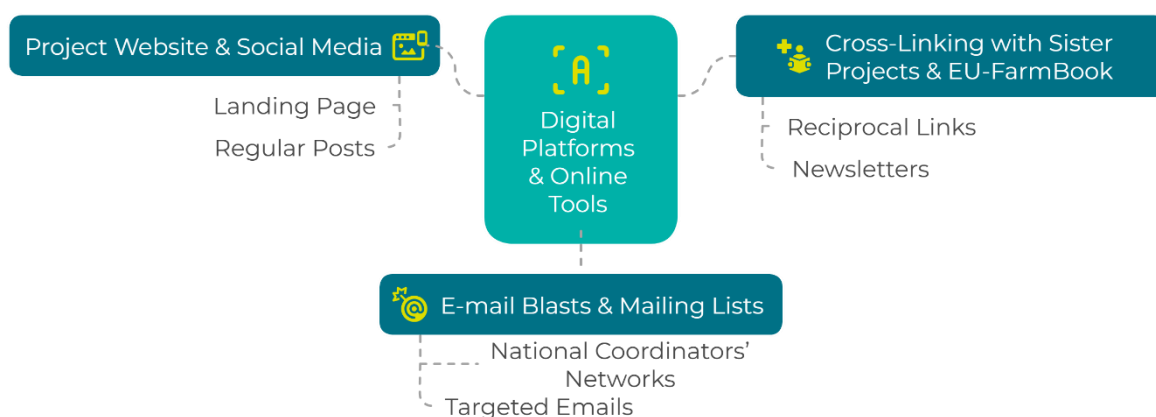 Project Website & Social Media
Landing Page
Regular Posts
A
Digital
Platforms
& Online
Tools
Cross-Linking with Sister
Projects & EU-FarmBook
Reciprocal Links
Newsletters
@ E-mail Blasts & Mailing Lists
National Coordinators’
Networks
Targeted Emails